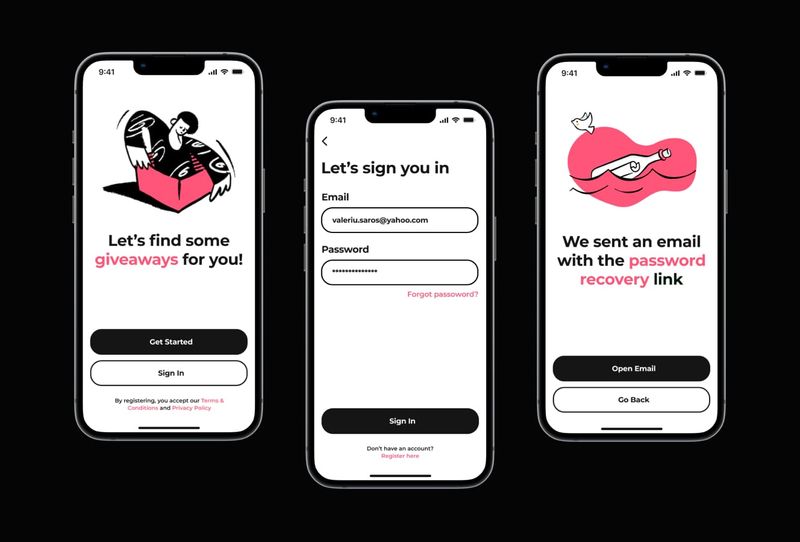 9:41
Let's find some
giveaways for you!
Get Started
Sign In
By registering, you accept our Terms &
Conditions and Privacy Policy
9:41
Let's sign you in
Email
valeriu.saros@yahoo.com
Password
**************
Forgot passoword?
Sign In
Don't have an account?
Register here
9:41
We sent an email
with the password
recovery link
Open Email
Go Back